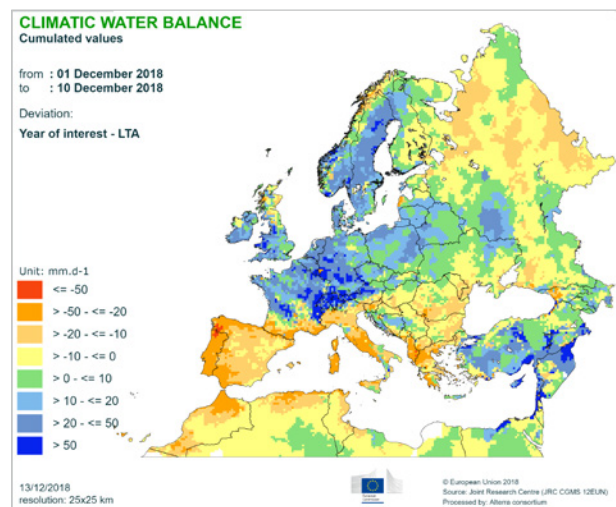 CLIMATIC WATER BALANCE
Cumulated values
from : 01 December 2018
to : 10 December 2018
Deviation:
Year of interest - LTA
Unit: mm.d-1
<= -50
> -50 - <= -20
> -20 - <= -10
> -10 - <= 0
> 0 - <= 10
> 10 - <= 20
> 20 - <= 50
> 50
13/12/2018
resolution: 25x25 km
© European Union 2018
Source: Joint Research Centre (JRC CGMS 12EUN)
Processed by: Alterra consortium